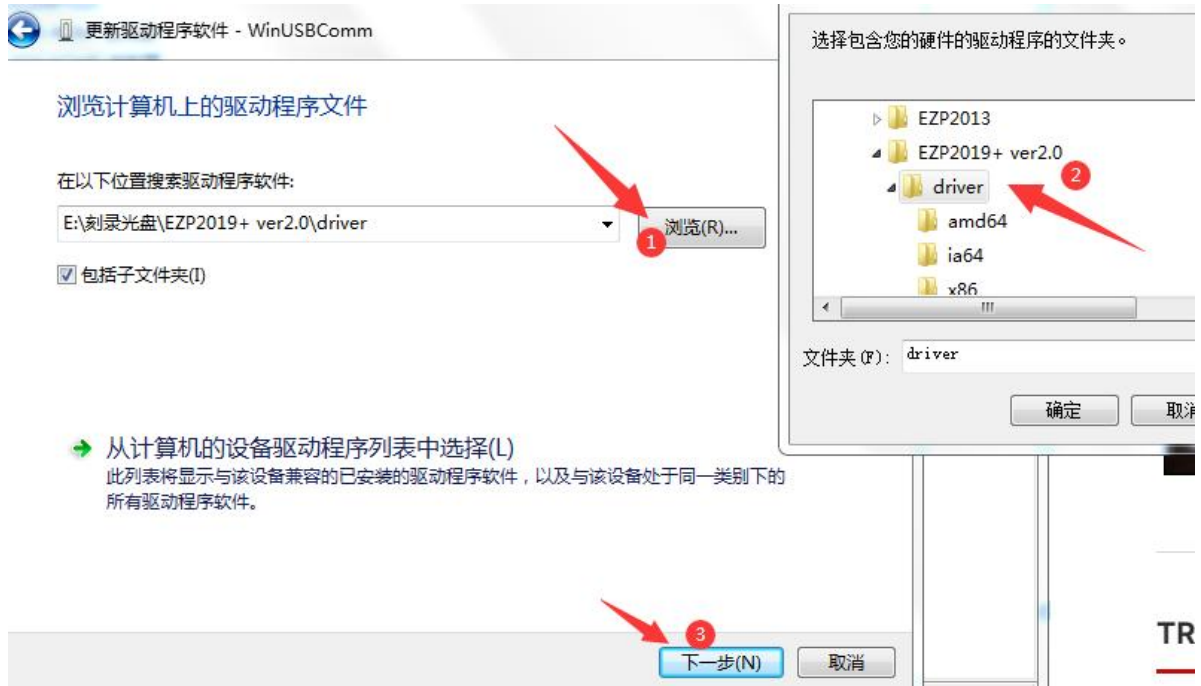 更新驱动程序软件 - WinUSBComm
浏览计算机上的驱动程序文件
在以下位置搜索驱动程序软件:
E:\刻录光盘\EZP2019+ ver2.0\driver
浏览(R)...
1
包括子文件夹(I)
从计算机的设备驱动程序列表中选择(L)
此列表将显示与该设备兼容的已安装的驱动程序软件，以及与该设备处于同一类别下的
所有驱动程序软件。
3
下一步(N)
取消
选择包含您的硬件的驱动程序的文件夹。
EZP2013
EZP2019+ ver2.0
2
driver
amd64
ia64
x86
文件夹(F):
driver
确定
取消
TR